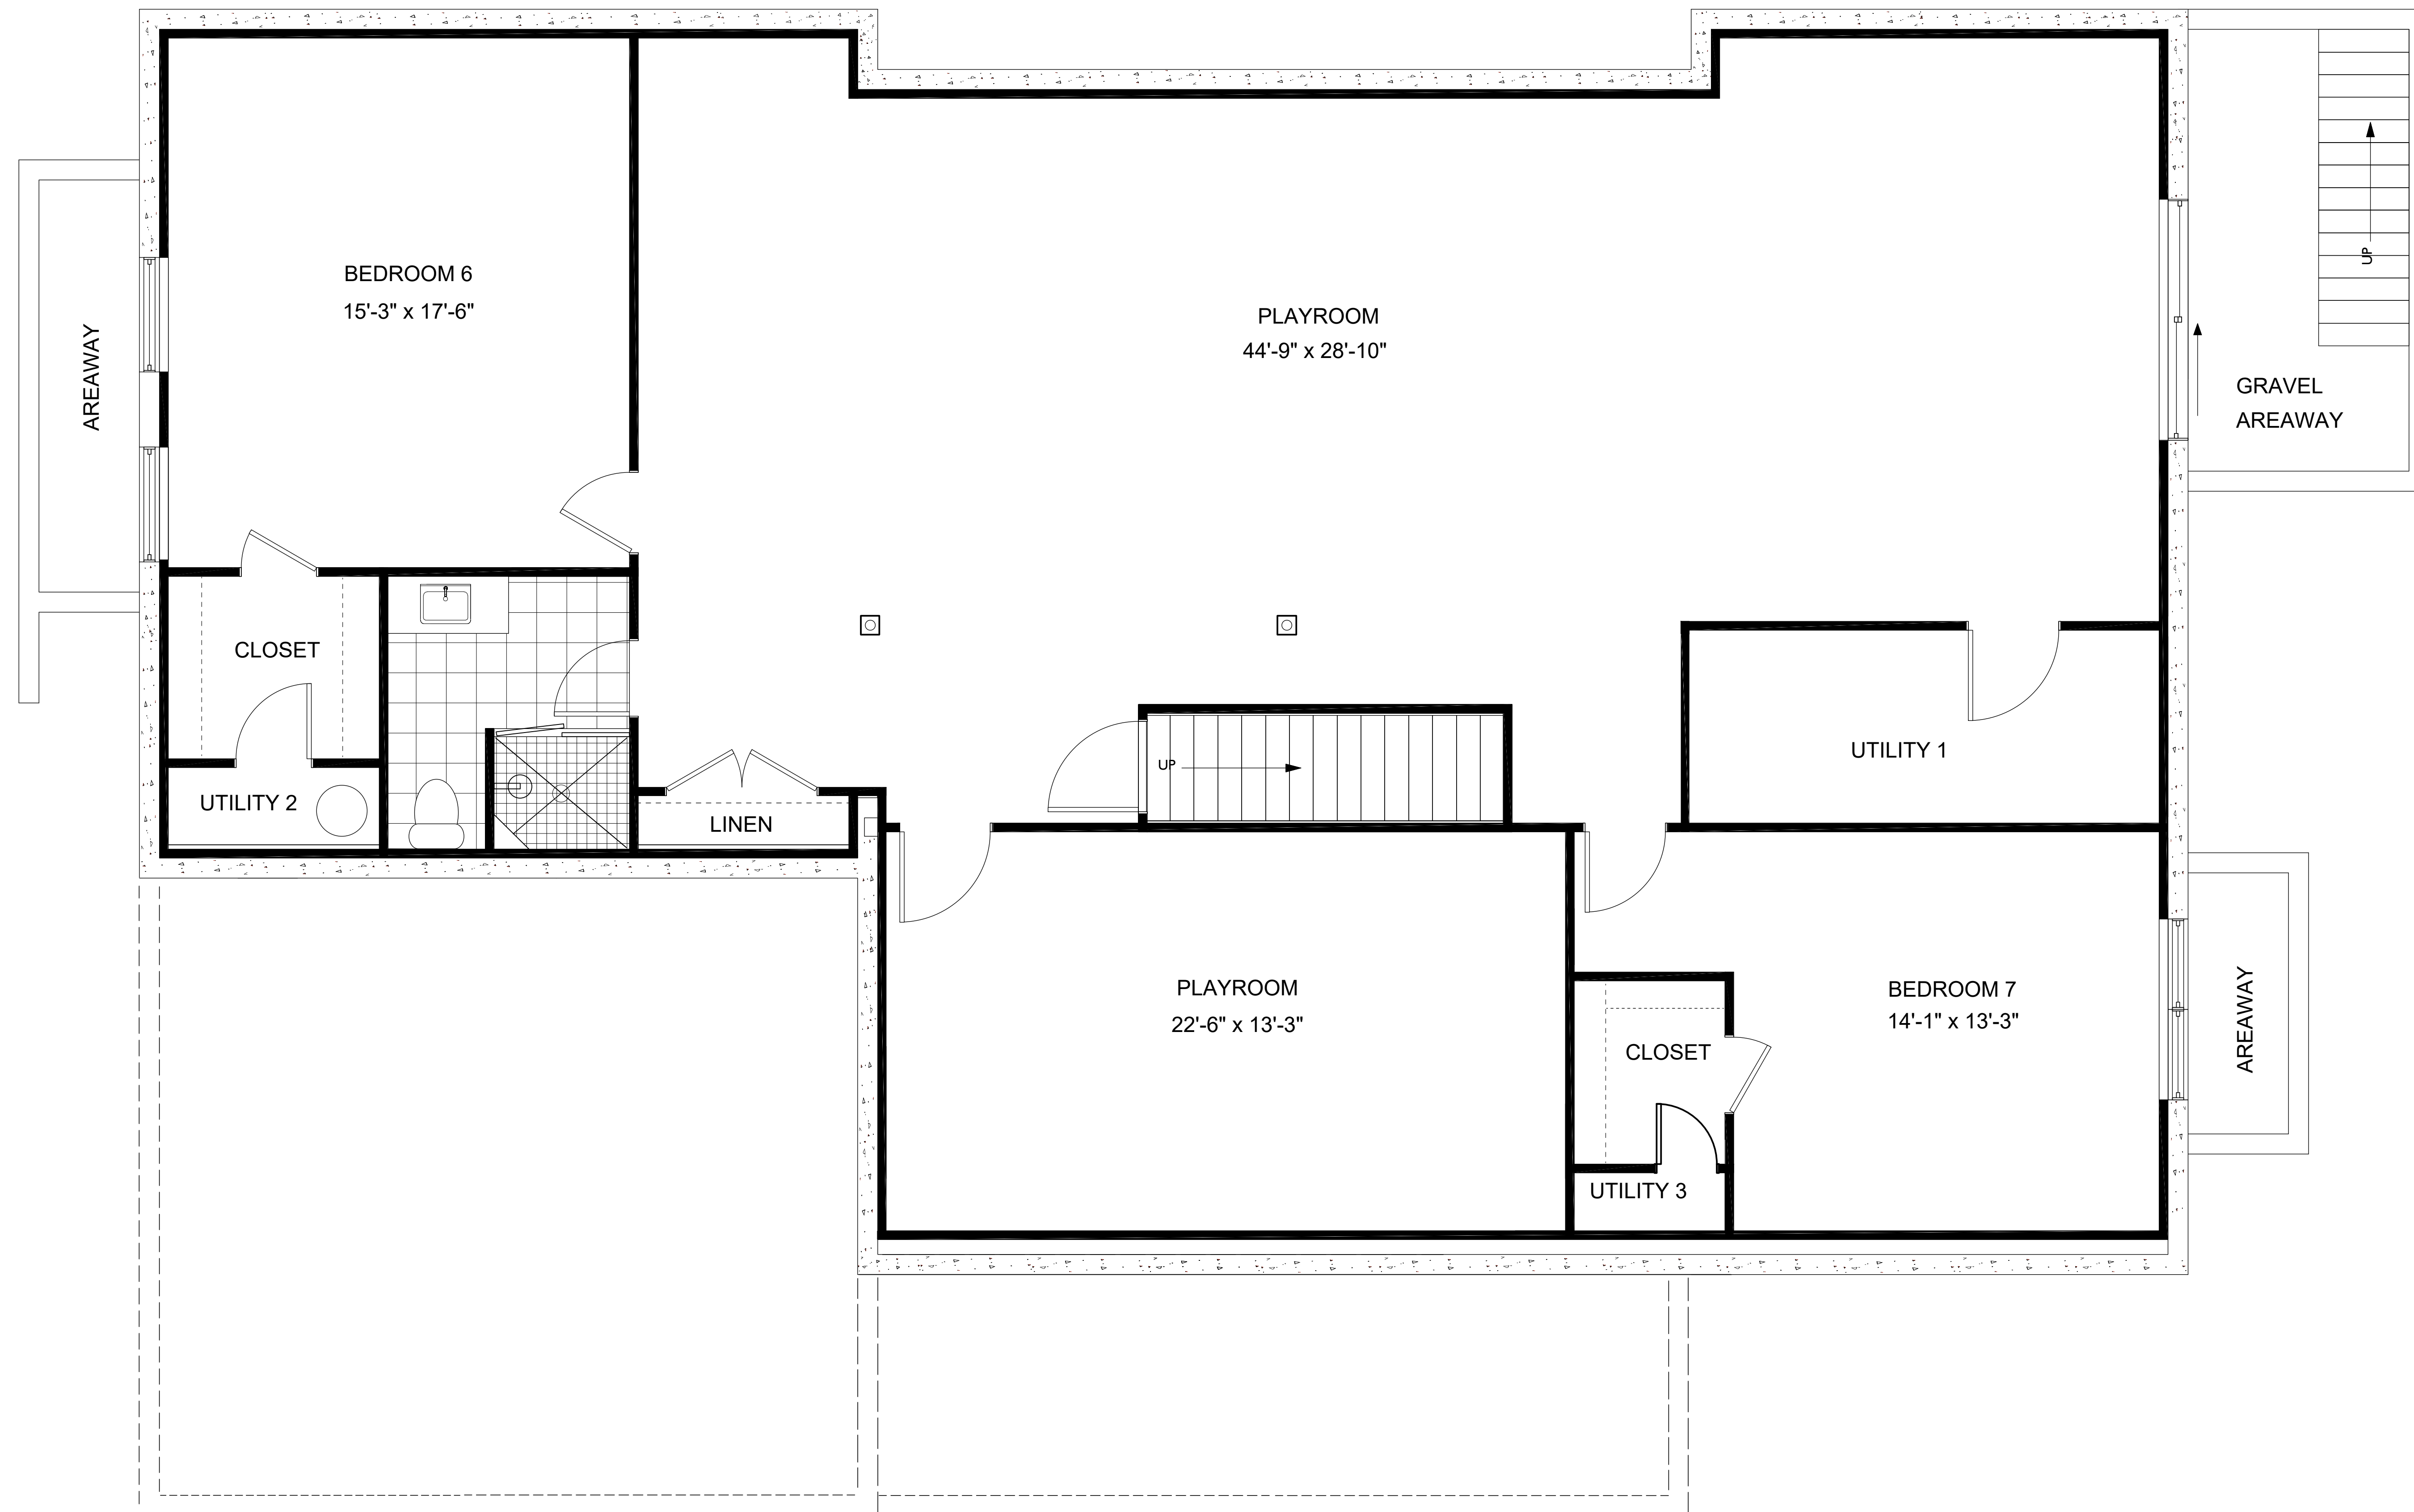 BEDROOM 6
15'-3" x 17'-6"
AREAWAY
PLAYROOM
44'-9" x 28'-10"
UP
GRAVEL
AREAWAY
CLOSET
UTILITY 2
LINEN
UP
UTILITY 1
PLAYROOM
22'-6" x 13'-3"
BEDROOM 7
14'-1" x 13'-3"
CLOSET
UTILITY 3
AREAWAY